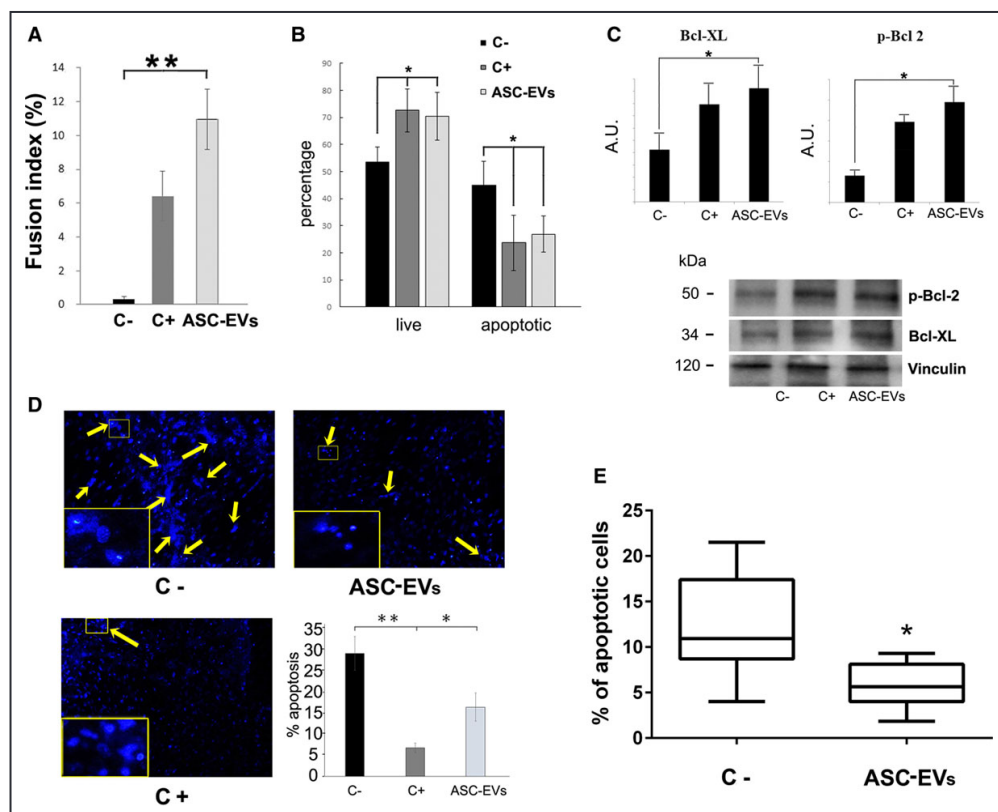 A
**
Fusion index (%)
14
12
10
8
6
4
2
0
C-
C+
ASC-EVs
B
C-
C+
ASC-EVs
*
*
percentage
90
80
70
60
50
40
30
20
10
0
live
apoptotic
C
Bcl-XL
*
A.U.
C-
C+
ASC-EVs
p-Bcl 2
*
A.U.
C-
C+
ASC-EVs
kDa
50 –
p-Bcl-2
34 –
Bcl-XL
120 –
Vinculin
C-
C+
ASC-EVs
D
C -
ASC-EVs
C +
** *
% apoptosis
35
30
25
20
15
10
5
0
C-
C+
ASC-EVs
E
% of apoptotic cells
25
20
15
10
5
0
*
C -
ASC-EVs